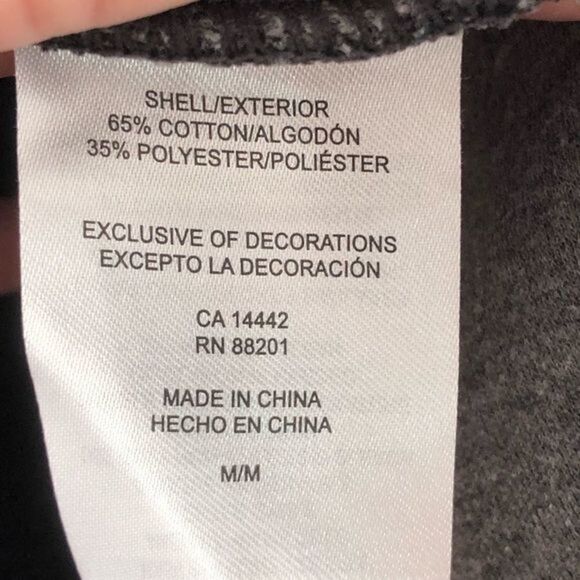 SHELL/EXTERIOR
65% COTTON/ALGODÓN
35% POLYESTER/POLIÉSTER
EXCLUSIVE OF DECORATIONS
EXCEPTO LA DECORACIÓN
CA 14442
RN 88201
MADE IN CHINA
HECHO EN CHINA
M/M